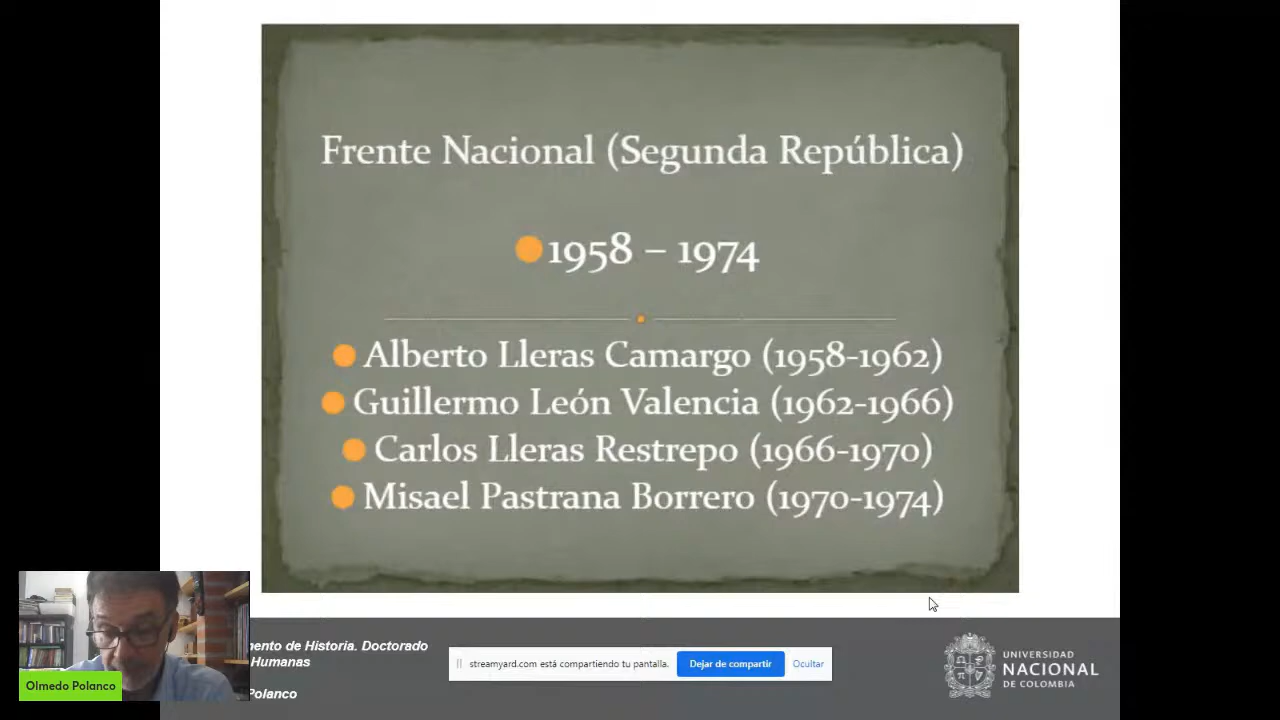 Frente Nacional (Segunda República)
1958 – 1974
Alberto Lleras Camargo (1958-1962)
Guillermo León Valencia (1962-1966)
Carlos Lleras Restrepo (1966-1970)
Misael Pastrana Borrero (1970-1974)
Olmedo Polanco
ento de Historia. Doctorado
Humanas
Polanco
streamyard.com está compartiendo tu pantalla.
Dejar de compartir
Ocultar
UNIVERSIDAD
NACIONAL
DE COLOMBIA